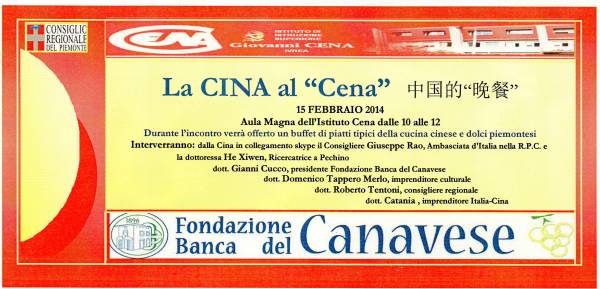 CONSIGLIO
REGIONALE
DEL PIEMONTE
CENA
ISTITUTO DI
ISTRUZIONE
SUPERIORE
Giovanni CENA
IVREA
La CINA al “Cena” 中国的“晚餐”
15 FEBBRAIO 2014
Aula Magna dell'Istituto Cena dalle 10 alle 12
Durante l'incontro verrà offerto un buffet di piatti tipici della cucina cinese e dolci piemontesi
Interverranno: dalla Cina in collegamento skype il Consigliere Giuseppe Rao, Ambasciata d'Italia nella R.P.C. e
la dottoressa He Xiwen, Ricercatrice a Pechino
dott. Gianni Cucco, presidente Fondazione Banca del Canavese
dott. Domenico Tappero Merlo, imprenditore culturale
dott. Roberto Tentoni, consigliere regionale
dott. Catania , imprenditore Italia-Cina
1896
Fondazione
Banca del Canavese